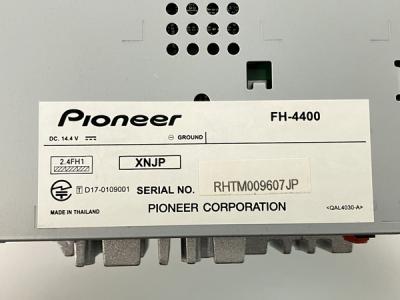 Pioneer FH-4400
DC. 14.4 V ⎓ ⊖ GROUND
2.4FH1 XNJP
T D17-0109001 SERIAL NO. RHTM009607JP
MADE IN THAILAND PIONEER CORPORATION <QAL4030-A>